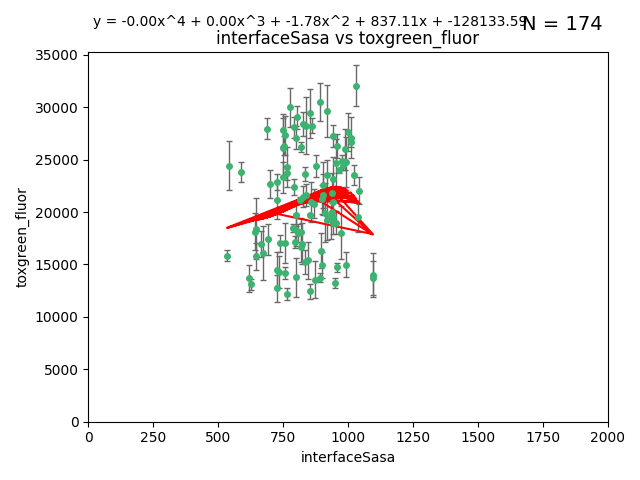 y = -0.00x^4 + 0.00x^3 + -1.78x^2 + 837.11x + -128133.59
N = 174
interfaceSasa vs toxgreen_fluor
35000
30000
25000
20000
15000
10000
5000
0
toxgreen_fluor
0 250 500 750 1000 1250 1500 1750 2000
interfaceSasa